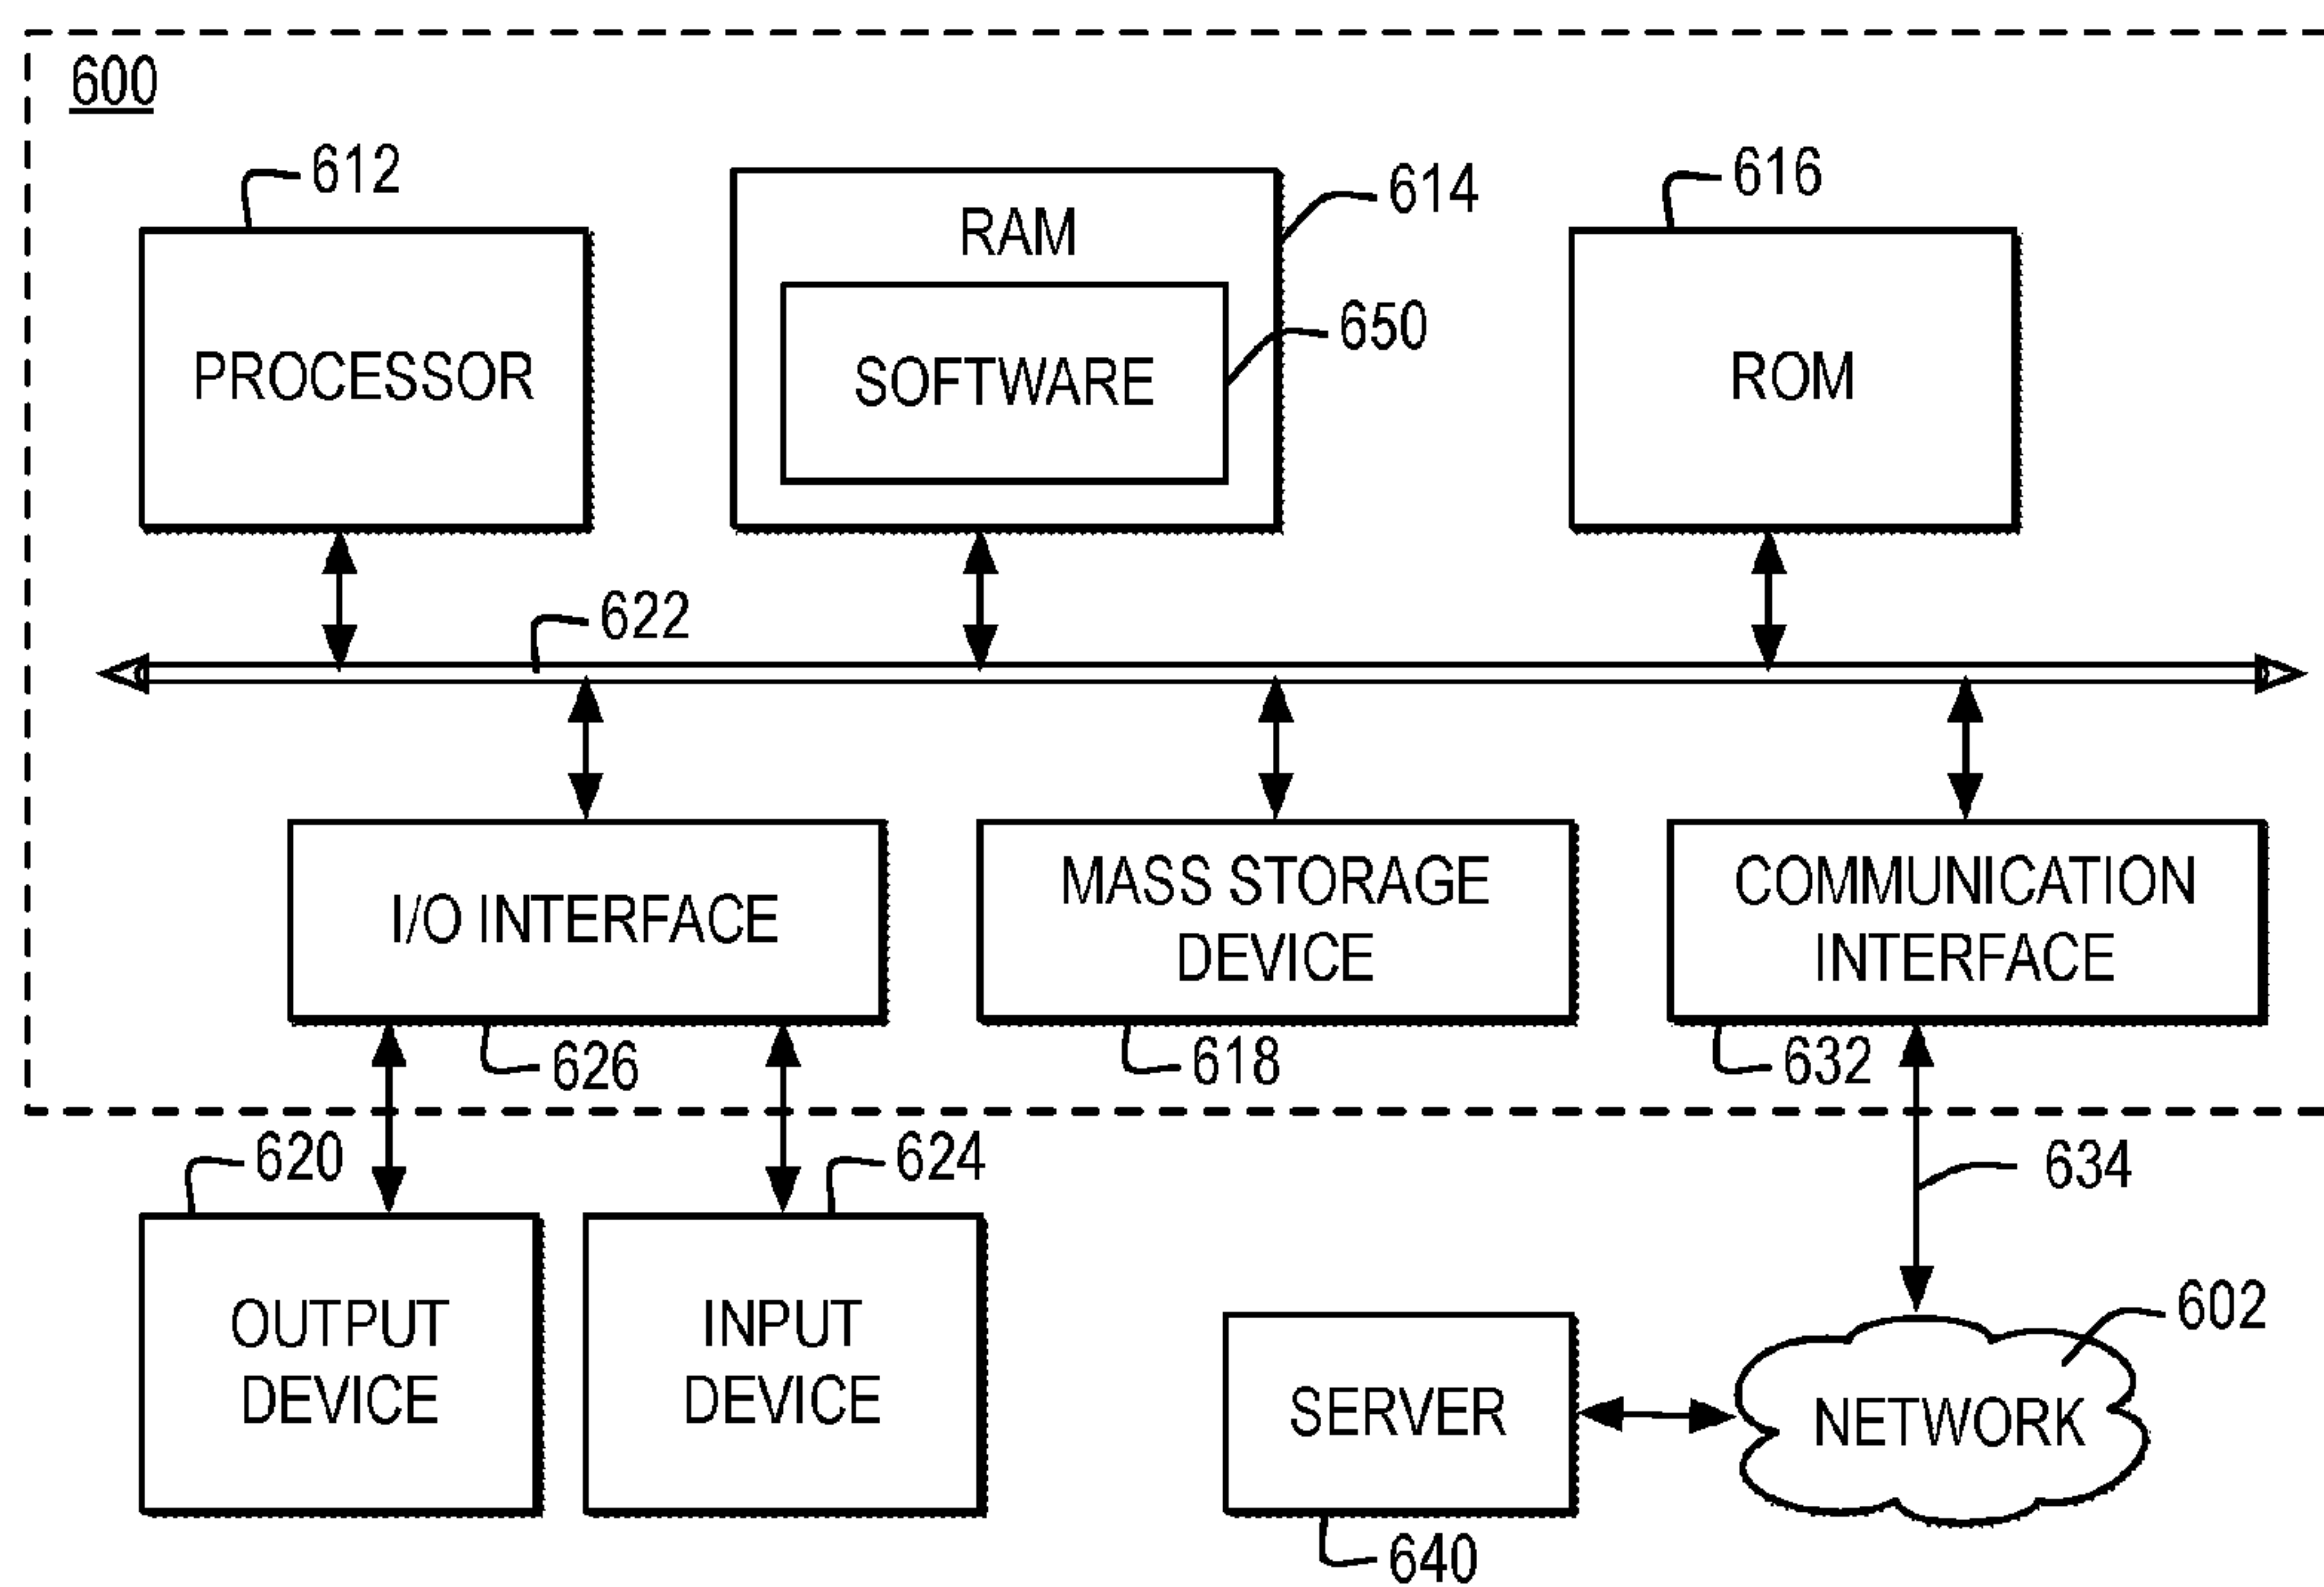 600
612
614
616
RAM
650
PROCESSOR
SOFTWARE
ROM
622
I/O INTERFACE
MASS STORAGE
DEVICE
COMMUNICATION
INTERFACE
626
618
632
620
624
634
OUTPUT
DEVICE
INPUT
DEVICE
602
SERVER
NETWORK
640